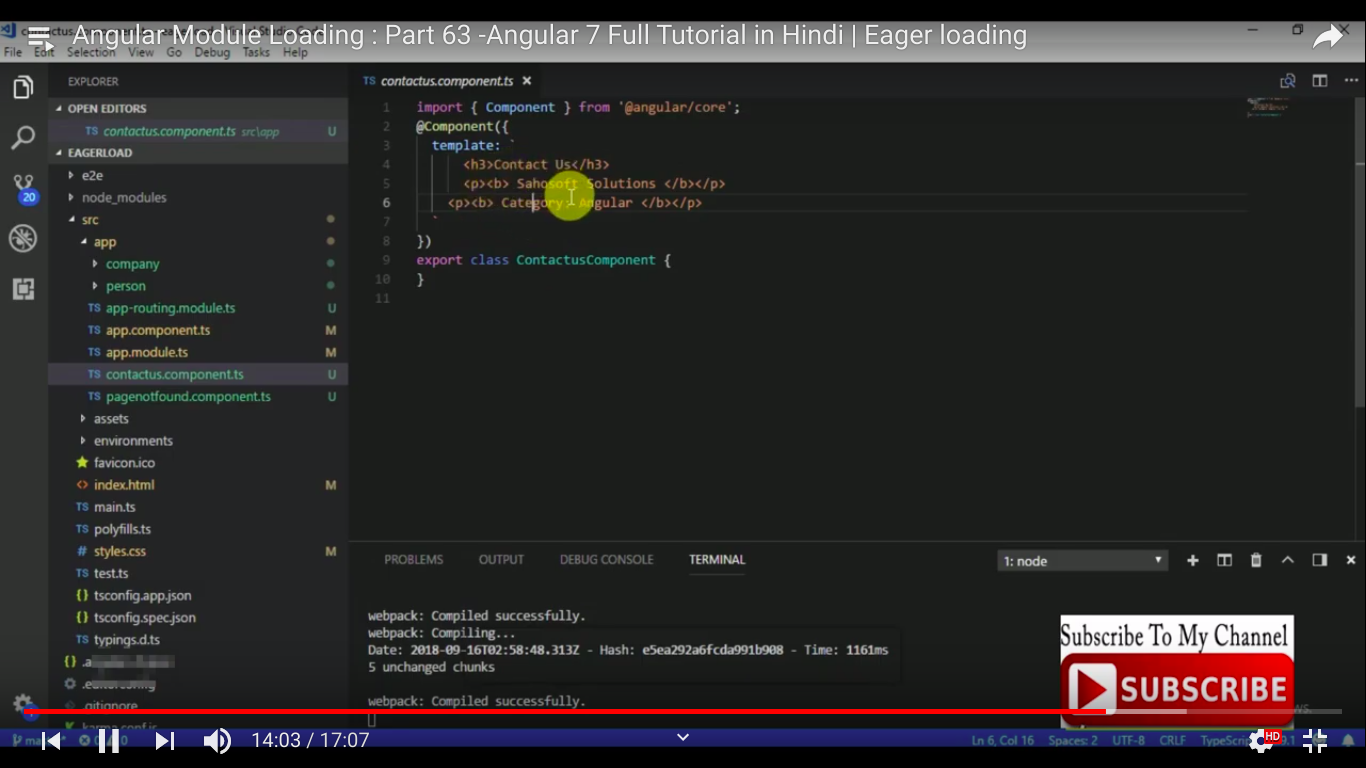 Angular Module Loading : Part 63 -Angular 7 Full Tutorial in Hindi | Eager loading
File Edit Selection View Go Debug Tasks Help
EXPLORER
OPEN EDITORS
TS contactus.component.ts src\app U
EAGERLOAD
e2e
node_modules
src
app
company
person
TS app-routing.module.ts U
TS app.component.ts M
TS app.module.ts M
TS contactus.component.ts U
TS pagenotfound.component.ts U
assets
environments
favicon.ico
<> index.html M
TS main.ts
TS polyfills.ts
# styles.css M
TS test.ts
{} tsconfig.app.json
{} tsconfig.spec.json
TS typings.d.ts
.editorconfig
.gitignore
karma.conf.js
20
TS contactus.component.ts
1 import { Component } from '@angular/core';
2 @Component({
3 template: `
4 <h3>Contact Us</h3>
5 <p><b> Sahosoft Solutions </b></p>
6 <p><b> Category: Angular </b></p>
7 `
8 })
9 export class ContactusComponent {
10 }
11
PROBLEMS OUTPUT DEBUG CONSOLE TERMINAL 1: node
webpack: Compiled successfully.
webpack: Compiling...
Date: 2018-09-16T02:58:48.313Z - Hash: e5ea292a6fcda991b908 - Time: 1161ms
5 unchanged chunks
webpack: Compiled successfully.
Subscribe To My Channel
SUBSCRIBE
14:03 / 17:07
Ln 6, Col 16 Spaces: 2 UTF-8 CRLF
HD